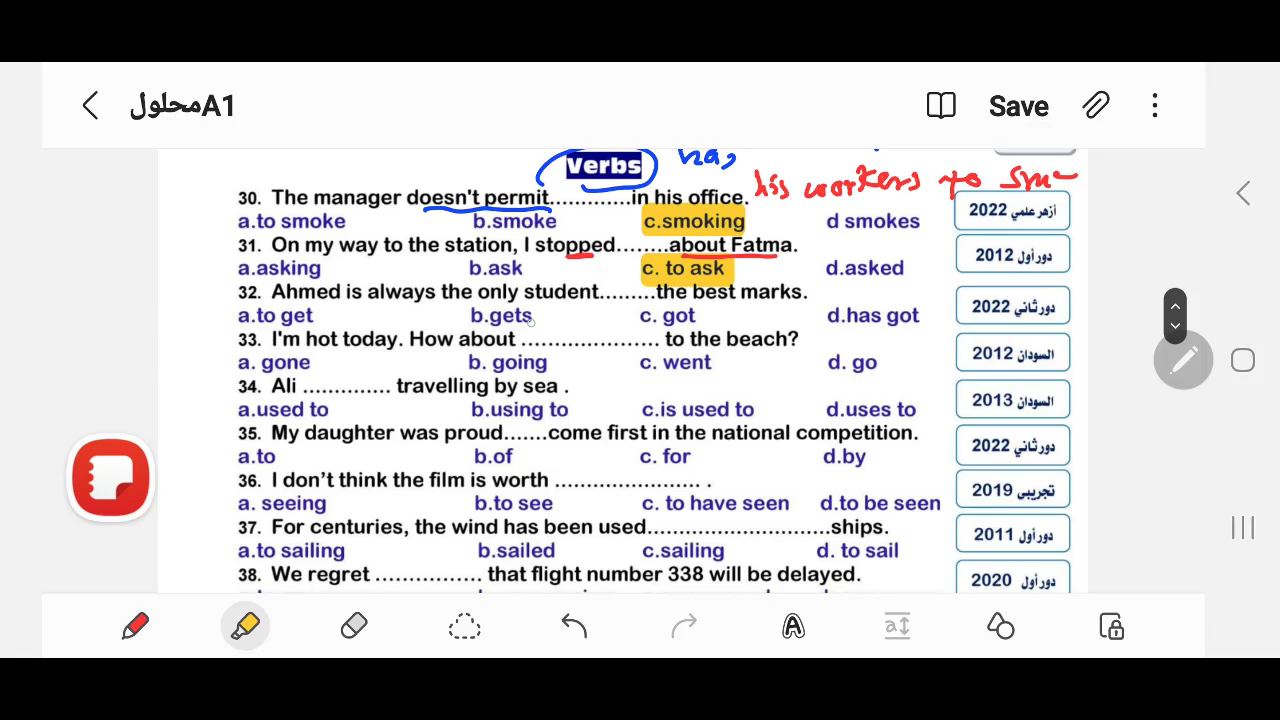 محلول A1
Save
Verbs
his workers to
30. The manager doesn't permit.............in his office.
أزهر علمي 2022
a.to smoke b.smoke c.smoking d smokes
31. On my way to the station, I stopped........about Fatma.
دور أول 2012
a.asking b.ask c. to ask d.asked
32. Ahmed is always the only student.........the best marks.
دور ثاني 2022
a.to get b.gets c. got d.has got
33. I'm hot today. How about ..................... to the beach?
السودان 2012
a. gone b. going c. went d. go
34. Ali ............. travelling by sea .
السودان 2013
a.used to b.using to c.is used to d.uses to
35. My daughter was proud.......come first in the national competition.
دور ثاني 2022
a.to b.of c. for d.by
36. I don't think the film is worth ....................... .
تجريبى 2019
a. seeing b.to see c. to have seen d.to be seen
37. For centuries, the wind has been used............................ships.
دور أول 2011
a.to sailing b.sailed c.sailing d. to sail
38. We regret ................ that flight number 338 will be delayed.
دور أول 2020